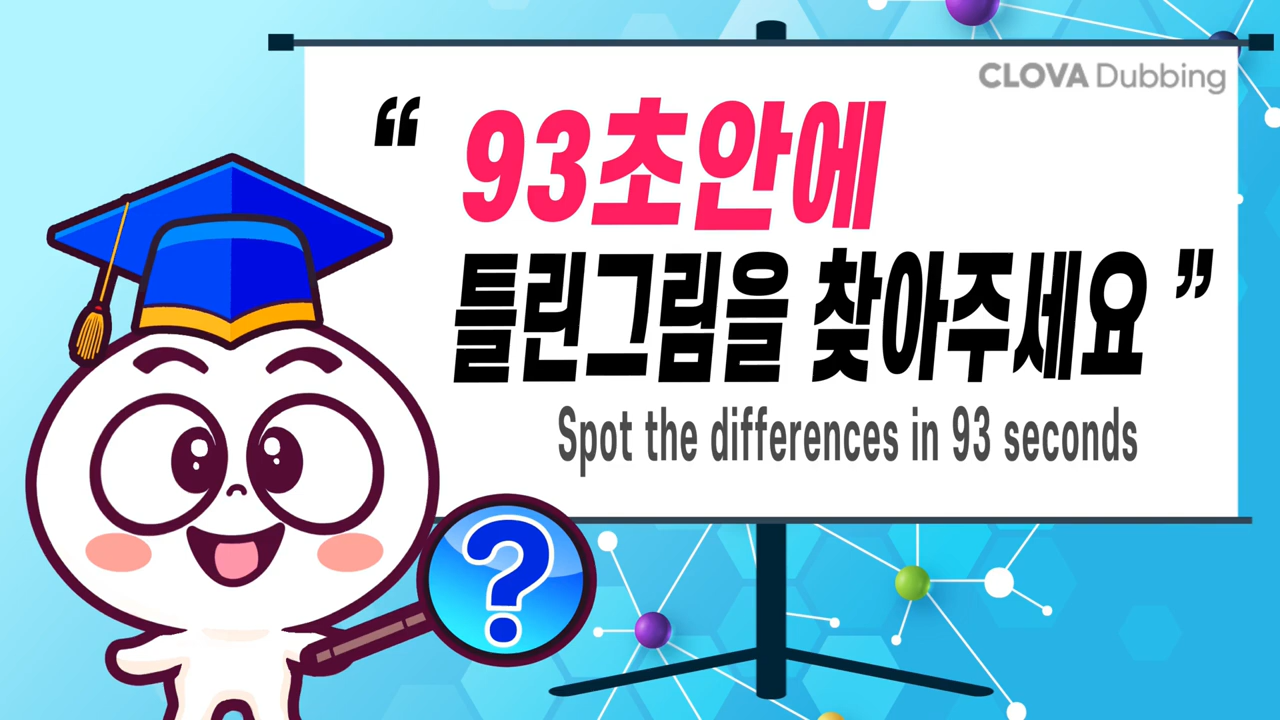 CLOVA Dubbing
“ 93초안에
틀린그림을 찾아주세요 ”
Spot the differences in 93 seconds
?